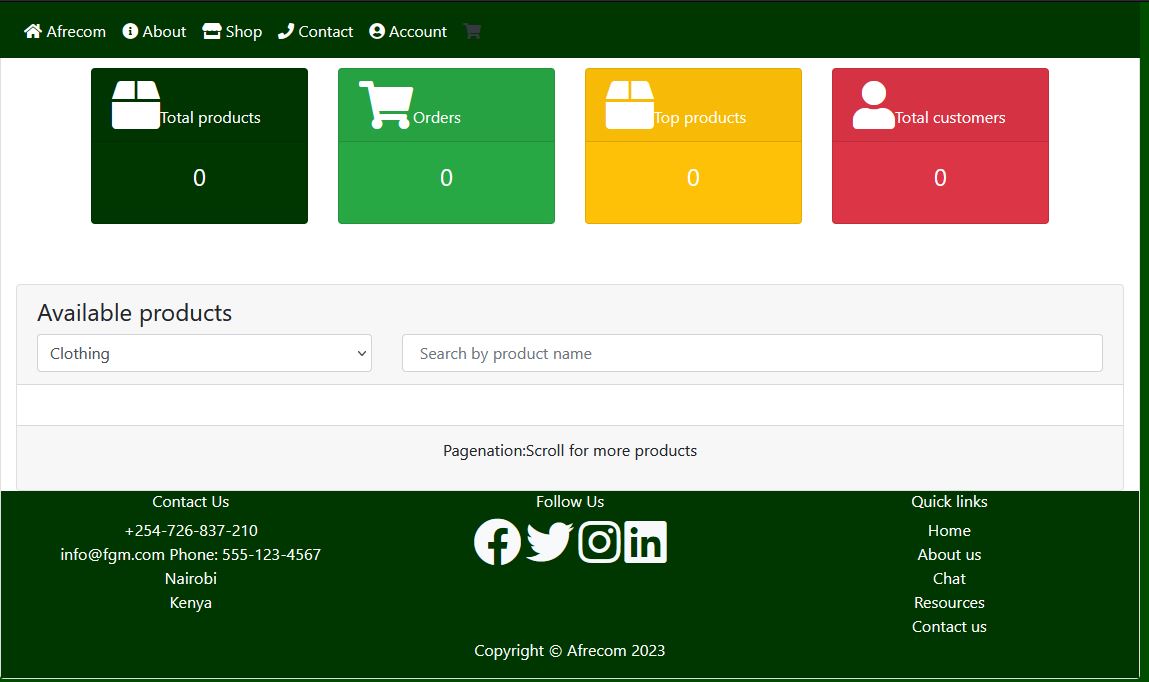 Afrecom About Shop Contact Account
Total products
Orders
Top products
Total customers
0
0
0
0
Available products
Clothing
Search by product name
Pagenation:Scroll for more products
Contact Us
+254-726-837-210
info@fgm.com Phone: 555-123-4567
Nairobi
Kenya
Follow Us
Quick links
Home
About us
Chat
Resources
Contact us
Copyright © Afrecom 2023